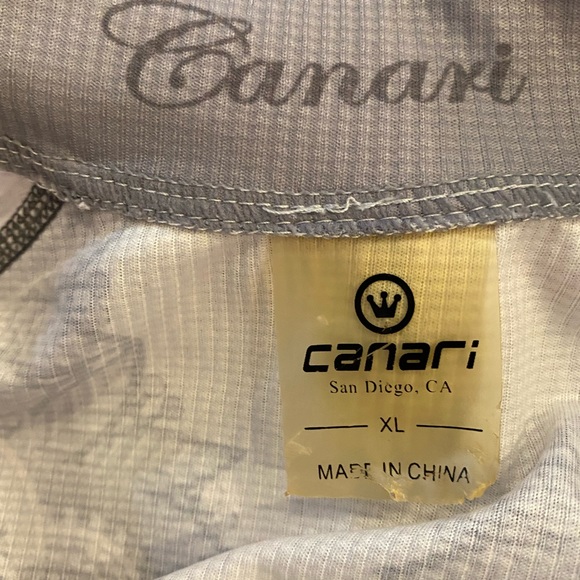 Canari
canari
San Diego, CA
XL
MADE IN CHINA